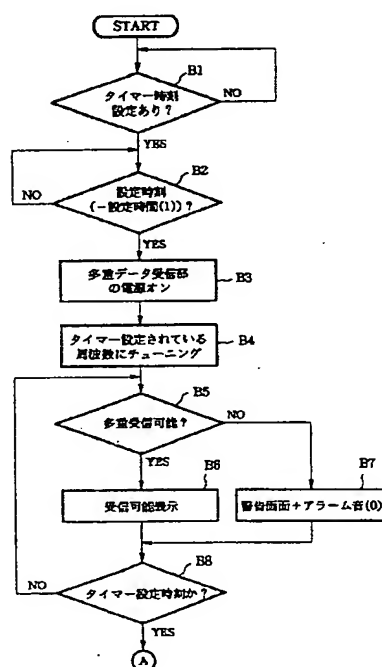 START
B1
タイマー時刻
設定あり?
NO
YES
B2
設定時刻
(-設定時間(1))?
NO
YES
多重データ受信部
の電源オン
B3
タイマー設定されている
周波数にチューニング
B4
B5
多重受信可能?
NO
YES
B6
受信可能表示
B7
警告画面+アラーム音(0)
B8
タイマー設定時刻か?
NO
YES
A